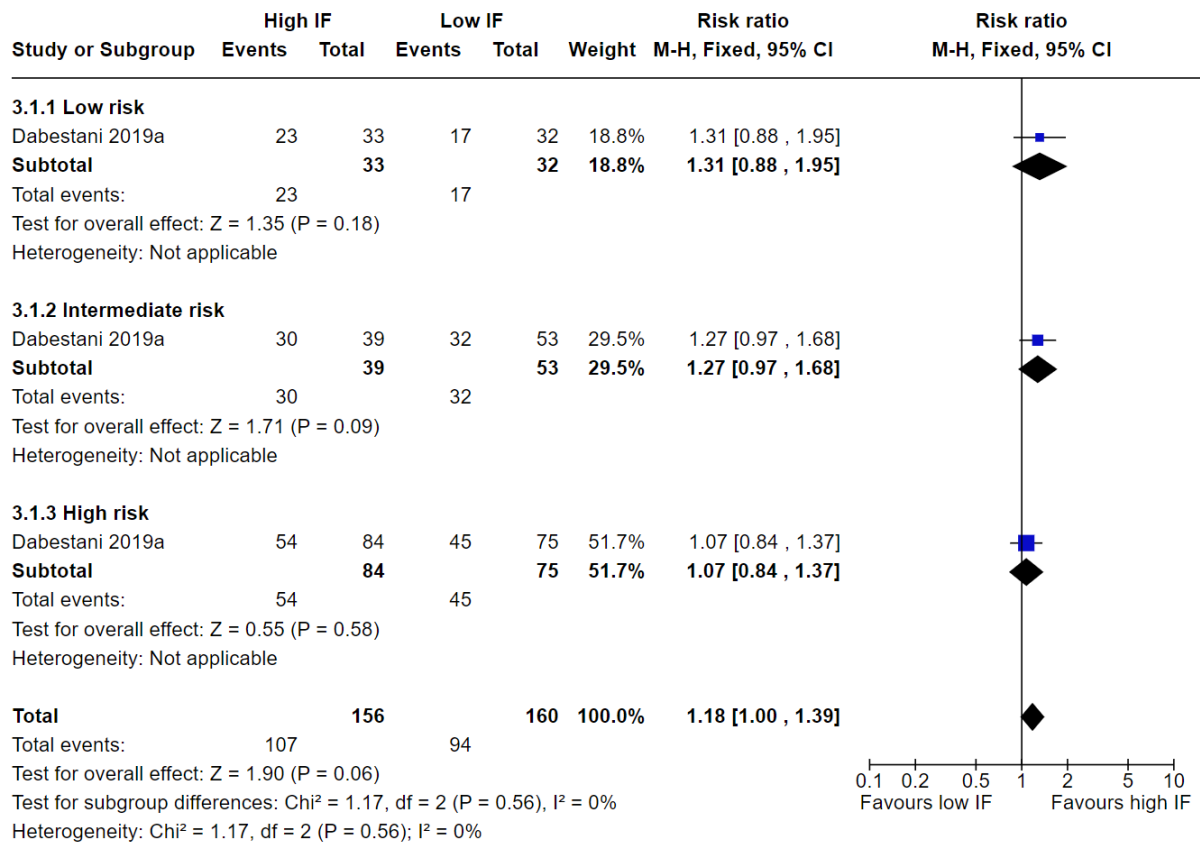 High IF Low IF Risk ratio Risk ratio
Study or Subgroup Events Total Events Total Weight M-H, Fixed, 95% CI M-H, Fixed, 95% CI
3.1.1 Low risk
Dabestani 2019a 23 33 17 32 18.8% 1.31 [0.88 , 1.95]
Subtotal 33 32 18.8% 1.31 [0.88 , 1.95]
Total events: 23 17
Test for overall effect: Z = 1.35 (P = 0.18)
Heterogeneity: Not applicable
3.1.2 Intermediate risk
Dabestani 2019a 30 39 32 53 29.5% 1.27 [0.97 , 1.68]
Subtotal 39 53 29.5% 1.27 [0.97 , 1.68]
Total events: 30 32
Test for overall effect: Z = 1.71 (P = 0.09)
Heterogeneity: Not applicable
3.1.3 High risk
Dabestani 2019a 54 84 45 75 51.7% 1.07 [0.84 , 1.37]
Subtotal 84 75 51.7% 1.07 [0.84 , 1.37]
Total events: 54 45
Test for overall effect: Z = 0.55 (P = 0.58)
Heterogeneity: Not applicable
Total 156 160 100.0% 1.18 [1.00 , 1.39]
Total events: 107 94
Test for overall effect: Z = 1.90 (P = 0.06)
Test for subgroup differences: Chi² = 1.17, df = 2 (P = 0.56), I² = 0%
Heterogeneity: Chi² = 1.17, df = 2 (P = 0.56); I² = 0%
0.1 0.2 0.5 1 2 5 10
Favours low IF Favours high IF